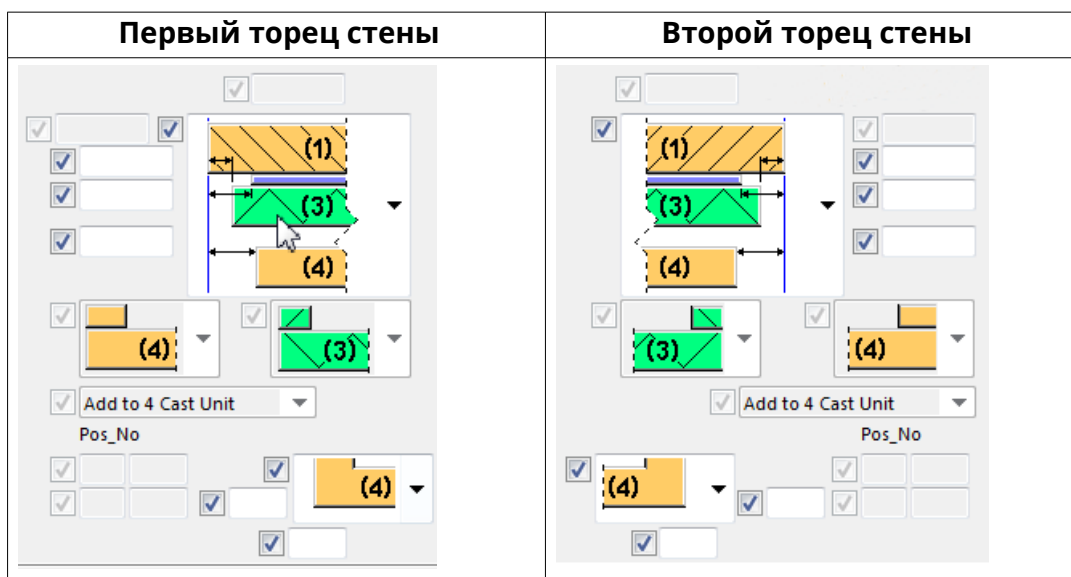 Первый торец стены
Второй торец стены
(1)
(3)
(4)
(4)
(3)
Add to 4 Cast Unit
Pos_No
(4)
(1)
(3)
(4)
(3)
(4)
Add to 4 Cast Unit
Pos_No
(4)